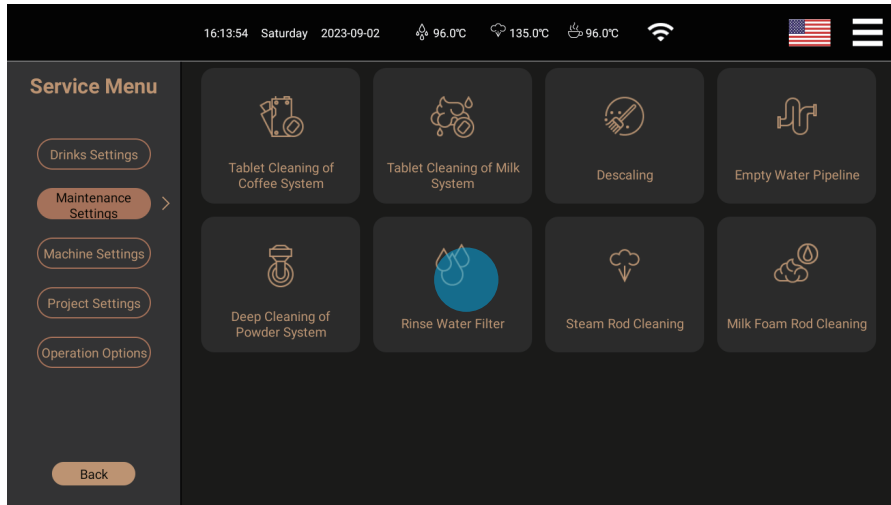 16:13:54 Saturday 2023-09-02 96.0℃ 135.0℃ 96.0℃
Service Menu
Drinks Settings
Maintenance
Settings
Machine Settings
Project Settings
Operation Options
Back
Tablet Cleaning of
Coffee System
Tablet Cleaning of Milk
System
Descaling
Empty Water Pipeline
Deep Cleaning of
Powder System
Rinse Water Filter
Steam Rod Cleaning
Milk Foam Rod Cleaning